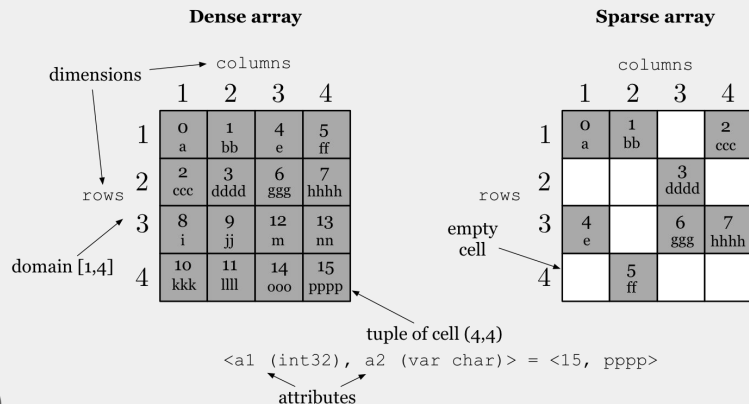 Dense array
Sparse array
columns
columns
dimensions
1 2 3 4
1 2 3 4
1
0 1 4 5
a bb e ff
1
0 1 2
a bb ccc
2
2 3 6 7
ccc dddd ggg hhhh
2
3
dddd
rows
rows
3
8 9 12 13
i jj m nn
3
4 6 7
e ggg hhhh
empty
cell
domain [1,4]
4
10 11 14 15
kkk llll ooo pppp
4
5
ff
tuple of cell (4,4)
<a1 (int32), a2 (var char)> = <15, pppp>
attributes